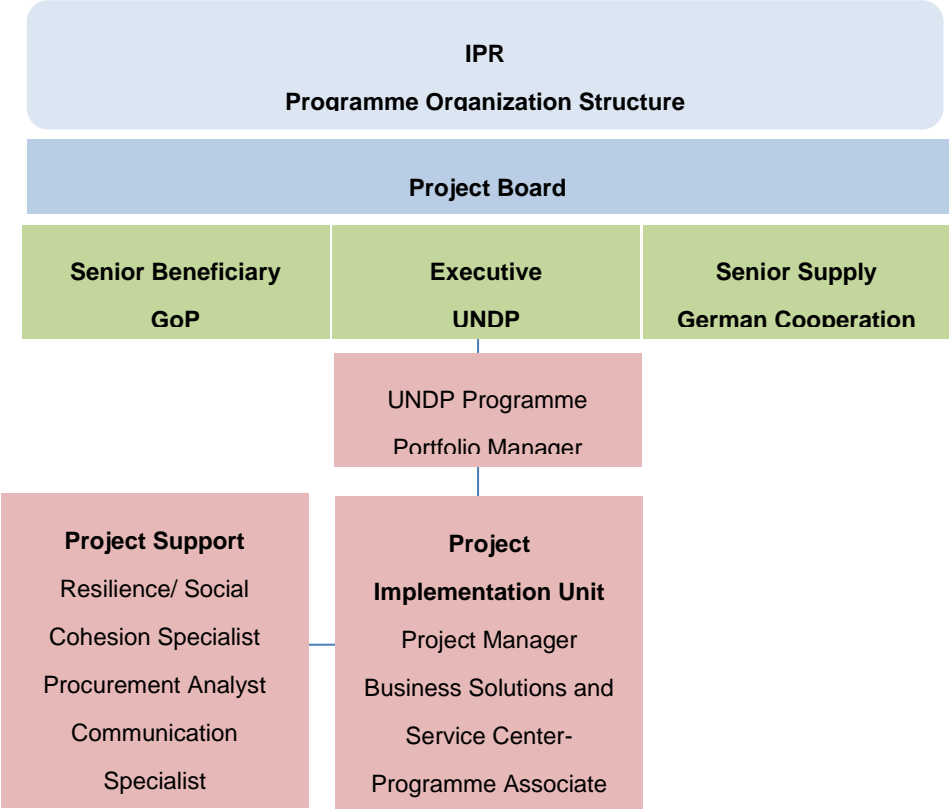 IPR
Programme Organization Structure
Project Board
Senior Beneficiary
GoP
Executive
UNDP
Senior Supply
German Cooperation
UNDP Programme
Portfolio Manager
Project Support
Resilience/ Social
Cohesion Specialist
Procurement Analyst
Communication
Specialist
Project
Implementation Unit
Project Manager
Business Solutions and
Service Center-
Programme Associate